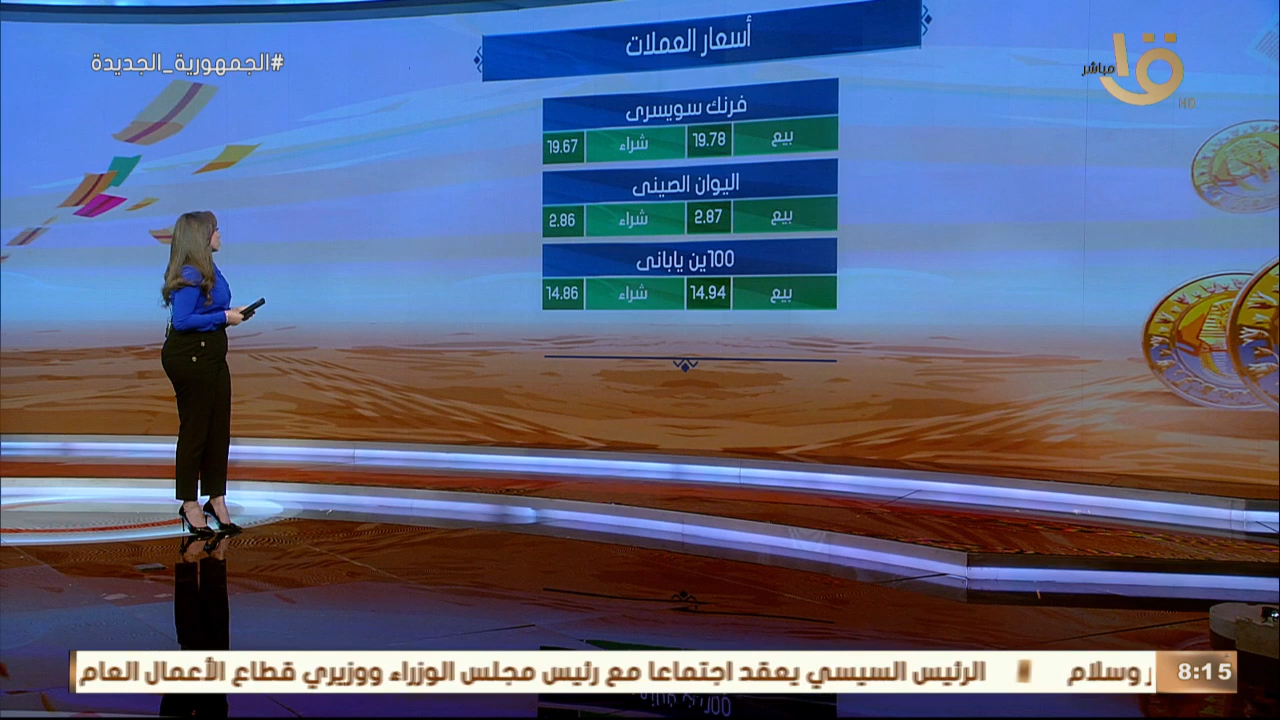 #الجمهورية_الجديدة
مباشر
HD
أسعار العملات
فرنك سويسرى
بيع 19.78 شراء 19.67
اليوان الصينى
بيع 2.87 شراء 2.86
100ين يابانى
بيع 14.94 شراء 14.86
8:15 وسلام الرئيس السيسي يعقد اجتماعا مع رئيس مجلس الوزراء ووزيري قطاع الأعمال العام